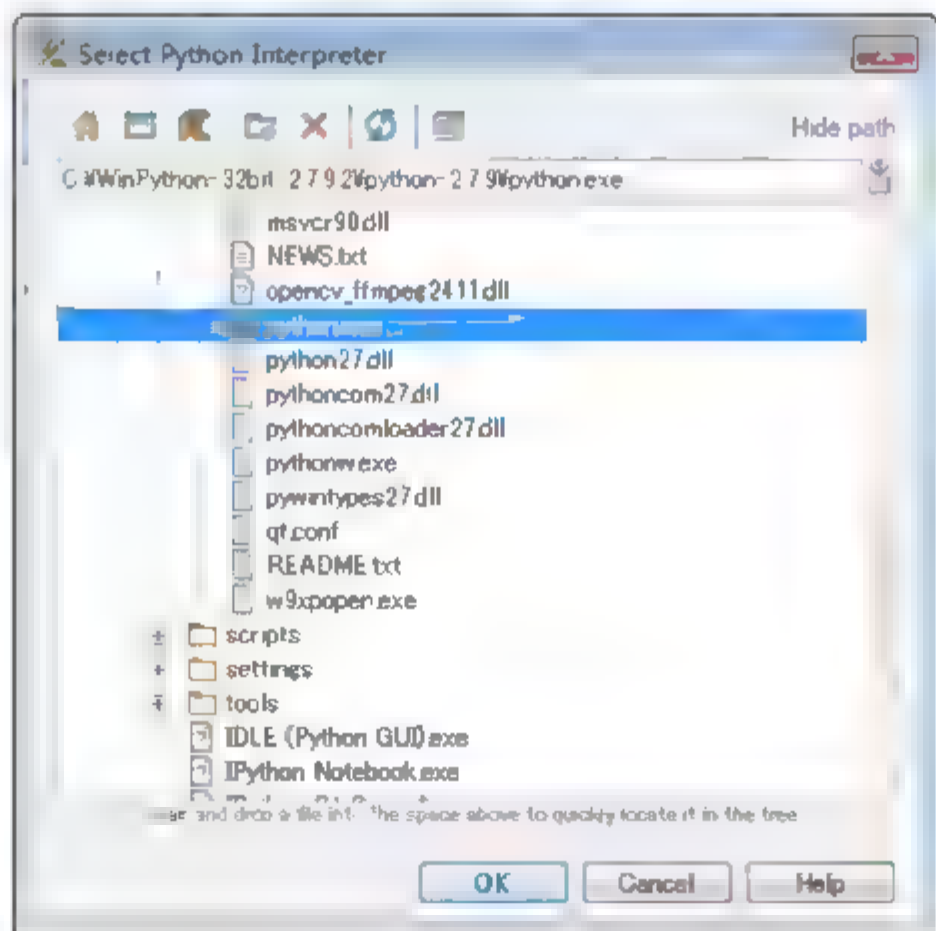 Select Python Interpreter
Hide path
C:¥WinPython-32bit-2.7.9.2¥python-2.7.9¥python.exe
msvcr90.dll
NEWS.txt
opencv_ffmpeg2411.dll
python27.dll
pythoncom27.dll
pythoncomloader27.dll
pythonw.exe
pywintypes27.dll
qt.conf
README.txt
w9xpopen.exe
scripts
settings
tools
IDLE (Python GUI).exe
IPython Notebook.exe
and drop a file into the space above to quickly locate it in the tree
OK
Cancel
Help